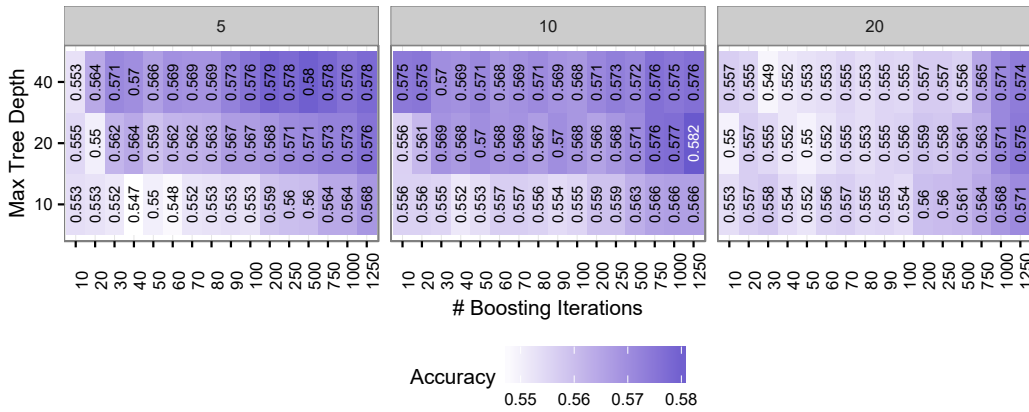 5
10
20
Max Tree Depth
40
0.553 0.564 0.571 0.57 0.566 0.569 0.569 0.569 0.573 0.576 0.579 0.578 0.58 0.578 0.576 0.578
0.575 0.575 0.57 0.569 0.571 0.568 0.569 0.571 0.569 0.568 0.571 0.573 0.572 0.576 0.575 0.576
0.557 0.555 0.549 0.552 0.553 0.553 0.555 0.553 0.555 0.555 0.557 0.557 0.556 0.565 0.571 0.574
20
0.555 0.55 0.562 0.564 0.559 0.562 0.562 0.563 0.567 0.567 0.568 0.571 0.571 0.573 0.573 0.576
0.556 0.561 0.569 0.568 0.57 0.569 0.566 0.567 0.57 0.568 0.566 0.568 0.571 0.576 0.577 0.582
0.55 0.557 0.555 0.552 0.55 0.552 0.553 0.555 0.555 0.556 0.559 0.558 0.561 0.563 0.571 0.575
10
0.553 0.553 0.552 0.547 0.55 0.548 0.552 0.553 0.553 0.553 0.559 0.56 0.56 0.564 0.564 0.568
0.556 0.556 0.555 0.552 0.553 0.557 0.557 0.556 0.554 0.555 0.559 0.559 0.563 0.566 0.566 0.566
0.553 0.557 0.558 0.554 0.552 0.556 0.557 0.555 0.555 0.554 0.56 0.56 0.561 0.564 0.568 0.571
10 20 30 40 50 60 70 80 90 100 200 250 500 750 1000 1250
10 20 30 40 50 60 70 80 90 100 200 250 500 750 1000 1250
10 20 30 40 50 60 70 80 90 100 200 250 500 750 1000 1250
# Boosting Iterations
Accuracy
0.55 0.56 0.57 0.58